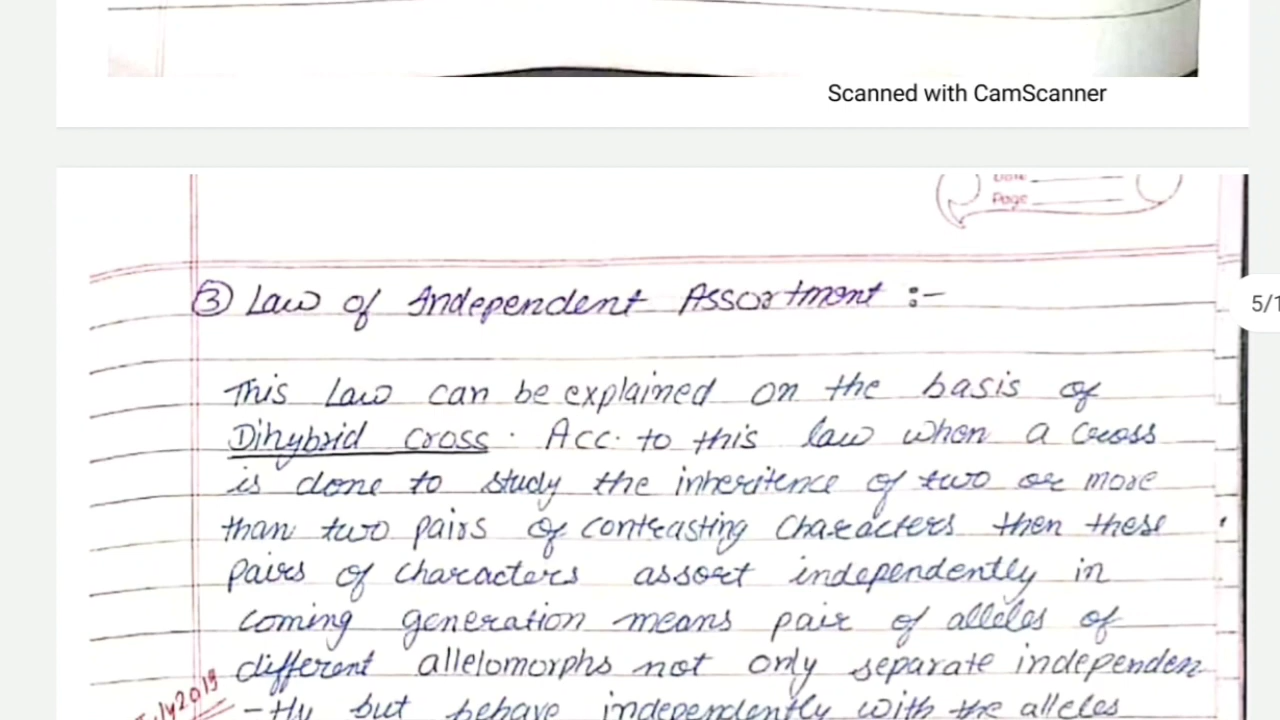 Scanned with CamScanner
Page
5/1
③ Law of Independent Assortment :-
This Law can be explained on the basis of
Dihybrid cross. Acc. to this law when a cross
is done to study the inheritence of two or more
than two pairs of contrasting characters then these
pairs of characters assort independently in
coming generation means pair of alleles of
different allelomorphs not only separate independen
July 2019
-tly but behave independently with the alleles